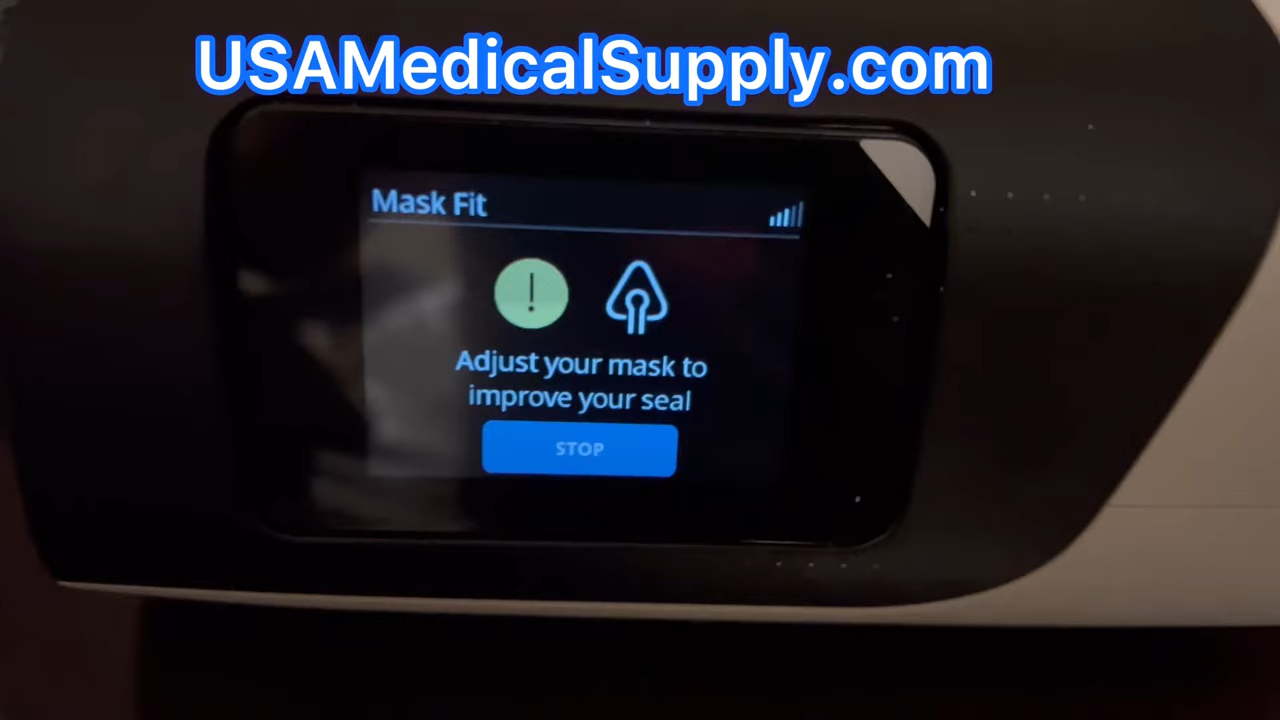 USAMedicalSupply.com
Mask Fit
!
Adjust your mask to
improve your seal
STOP